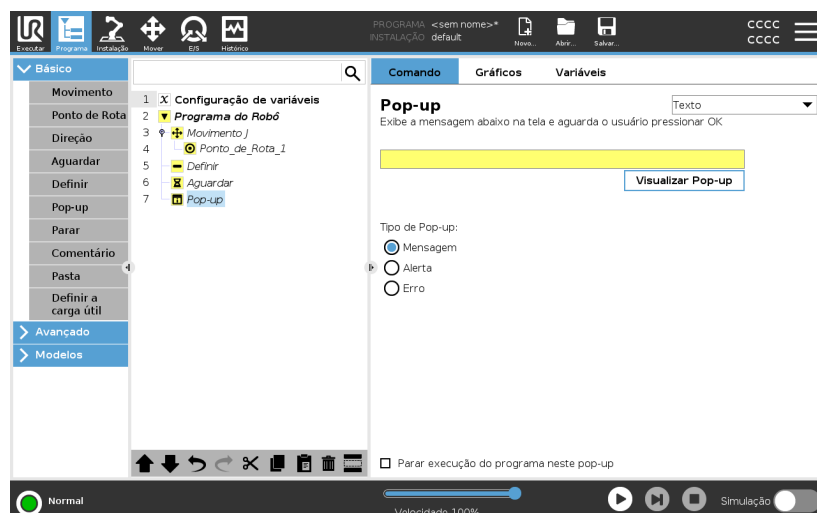 UR
PROGRAMA <sem nome>*
CCCC
INSTALAÇÃO default
CCCC
Executar Programa Instalação Mover E/S Histórico Novo... Abrir... Salvar...
Básico
Movimento
Ponto de Rota
Direção
Aguardar
Definir
Pop-up
Parar
Comentário
Pasta
Definir a
carga útil
Avançado
Modelos
1 X Configuração de variáveis
2 Programa do Robô
3 Movimento J
4 Ponto_de_Rota_1
5 Definir
6 Aguardar
7 Pop-up
Comando Gráficos Variáveis
Pop-up
Texto
Exibe a mensagem abaixo na tela e aguarda o usuário pressionar OK
Visualizar Pop-up
Tipo de Pop-up:
Mensagem
Alerta
Erro
Parar execução do programa neste pop-up
Normal
Velocidade 100%
Simulação